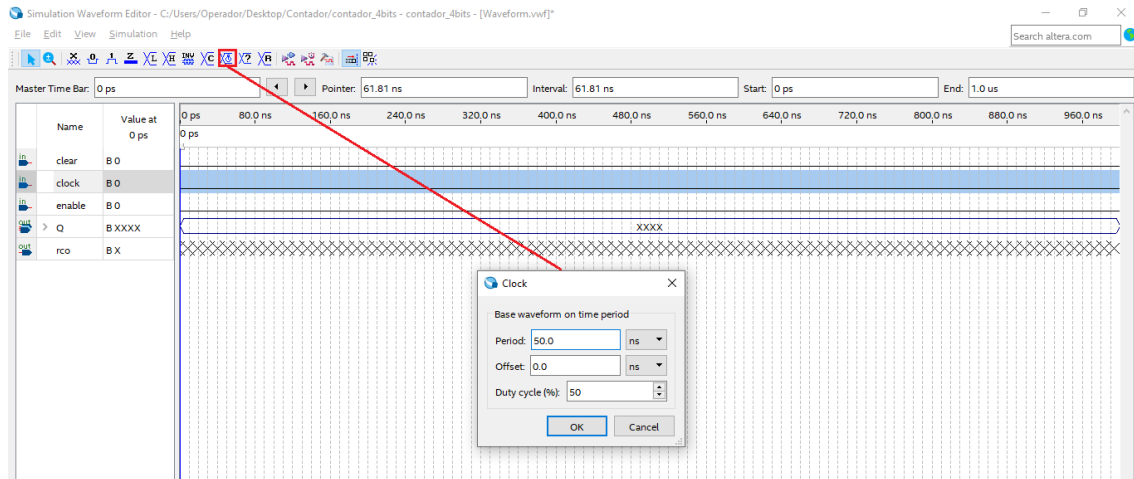 Simulation Waveform Editor - C:/Users/Operador/Desktop/Contador/contador_4bits - contador_4bits - [Waveform.vwf]*
File Edit View Simulation Help
Search altera.com
Master Time Bar: 0 ps Pointer: 61.81 ns Interval: 61.81 ns Start: 0 ps End: 1.0 us
Name Value at 0 ps
0 ps 80.0 ns 160.0 ns 240.0 ns 320.0 ns 400.0 ns 480.0 ns 560.0 ns 640.0 ns 720.0 ns 800.0 ns 880.0 ns 960.0 ns
0 ps
in clear B 0
in clock B 0
in enable B 0
out > Q B XXXX XXXX
out rco B X
Clock
Base waveform on time period
Period: 50.0 ns
Offset: 0.0 ns
Duty cycle (%): 50
OK Cancel